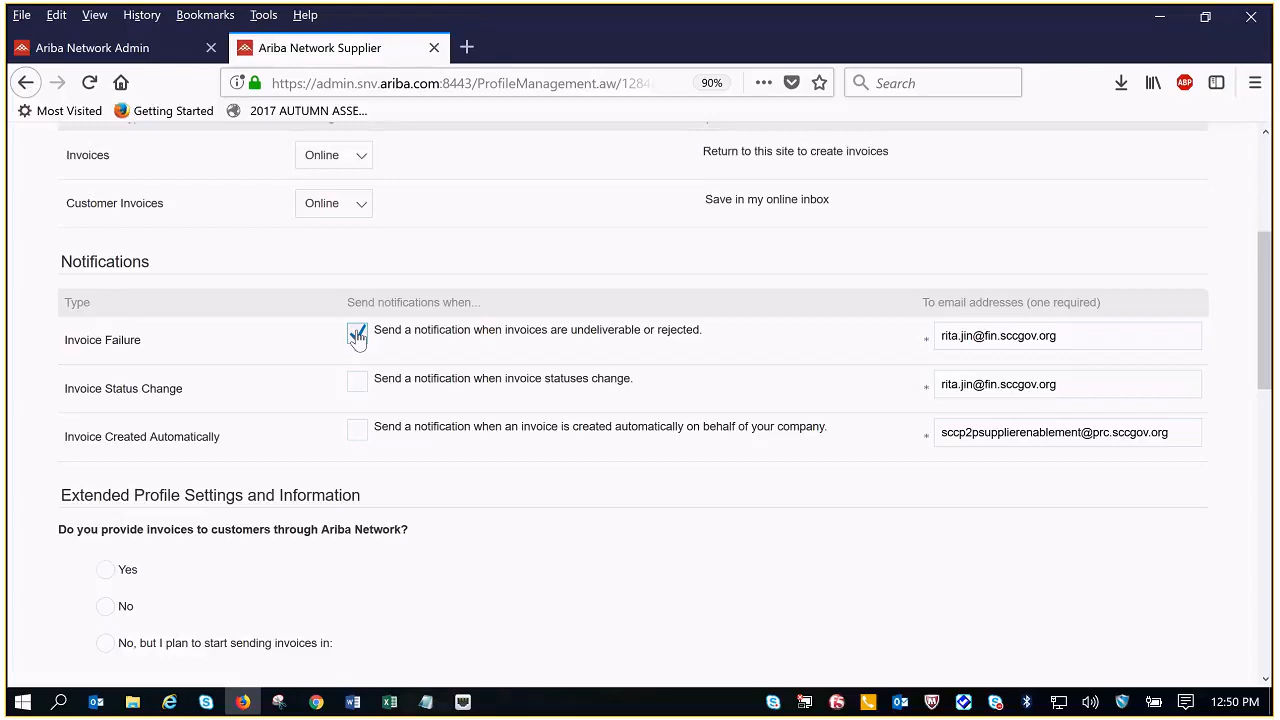 File Edit View History Bookmarks Tools Help
Ariba Network Admin Ariba Network Supplier
https://admin.snv.ariba.com:8443/ProfileManagement.aw/1284 90% Search
Most Visited Getting Started 2017 AUTUMN ASSE...
Invoices Online Return to this site to create invoices
Customer Invoices Online Save in my online inbox
Notifications
Type Send notifications when... To email addresses (one required)
Invoice Failure Send a notification when invoices are undeliverable or rejected. * rita.jin@fin.sccgov.org
Invoice Status Change Send a notification when invoice statuses change. * rita.jin@fin.sccgov.org
Invoice Created Automatically Send a notification when an invoice is created automatically on behalf of your company. * sccp2psupplierenablement@prc.sccgov.org
Extended Profile Settings and Information
Do you provide invoices to customers through Ariba Network?
Yes
No
No, but I plan to start sending invoices in:
12:50 PM